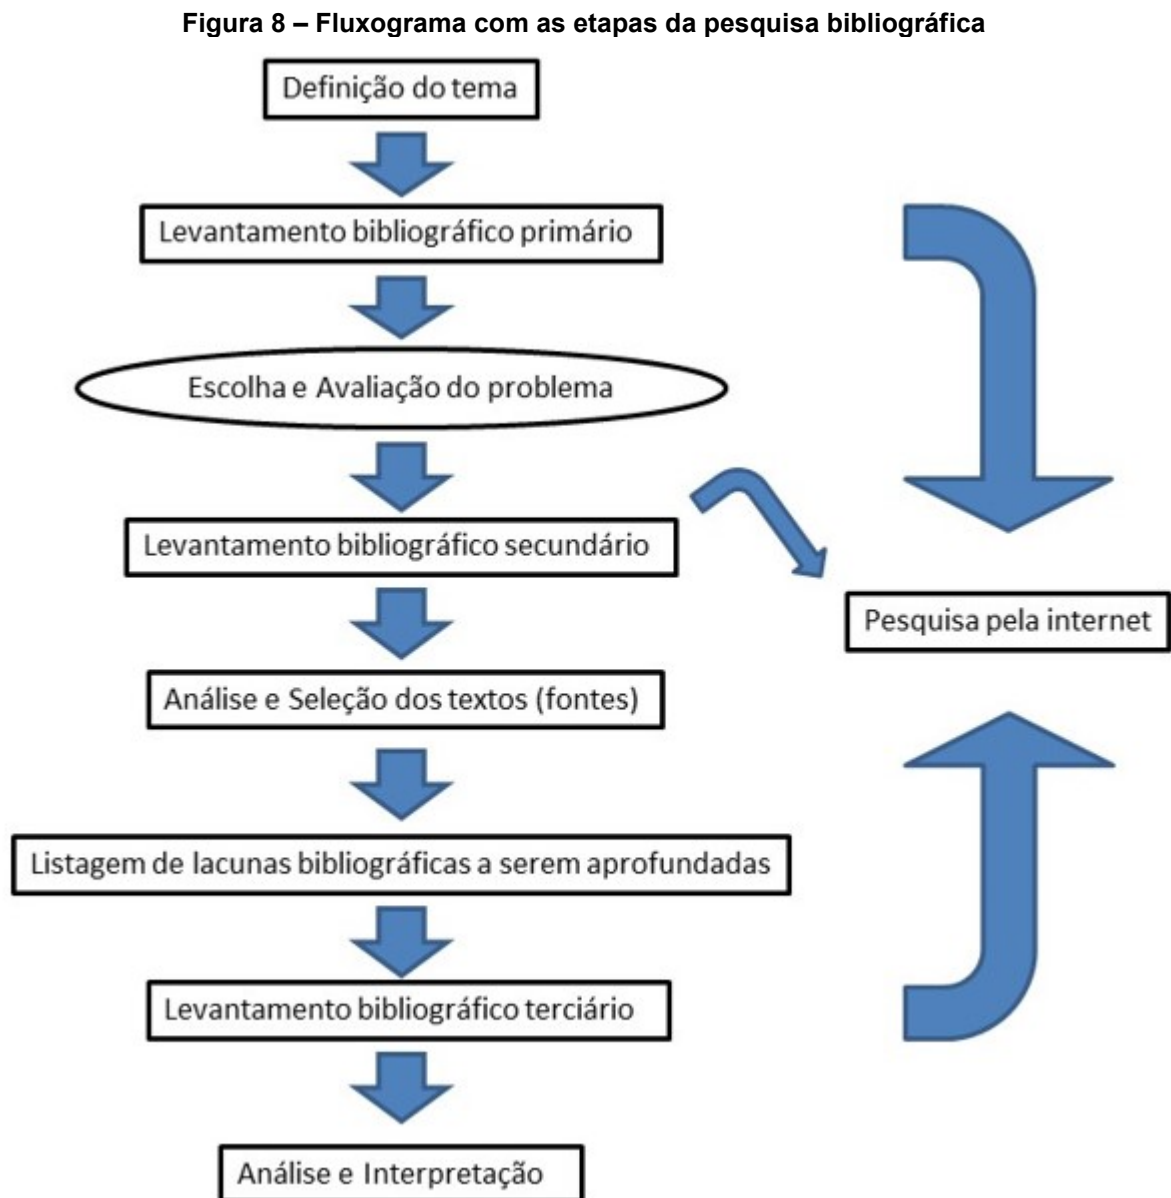 Figura 8 – Fluxograma com as etapas da pesquisa bibliográfica
Definição do tema
Levantamento bibliográfico primário
Escolha e Avaliação do problema
Levantamento bibliográfico secundário
Pesquisa pela internet
Análise e Seleção dos textos (fontes)
Listagem de lacunas bibliográficas a serem aprofundadas
Levantamento bibliográfico terciário
Análise e Interpretação